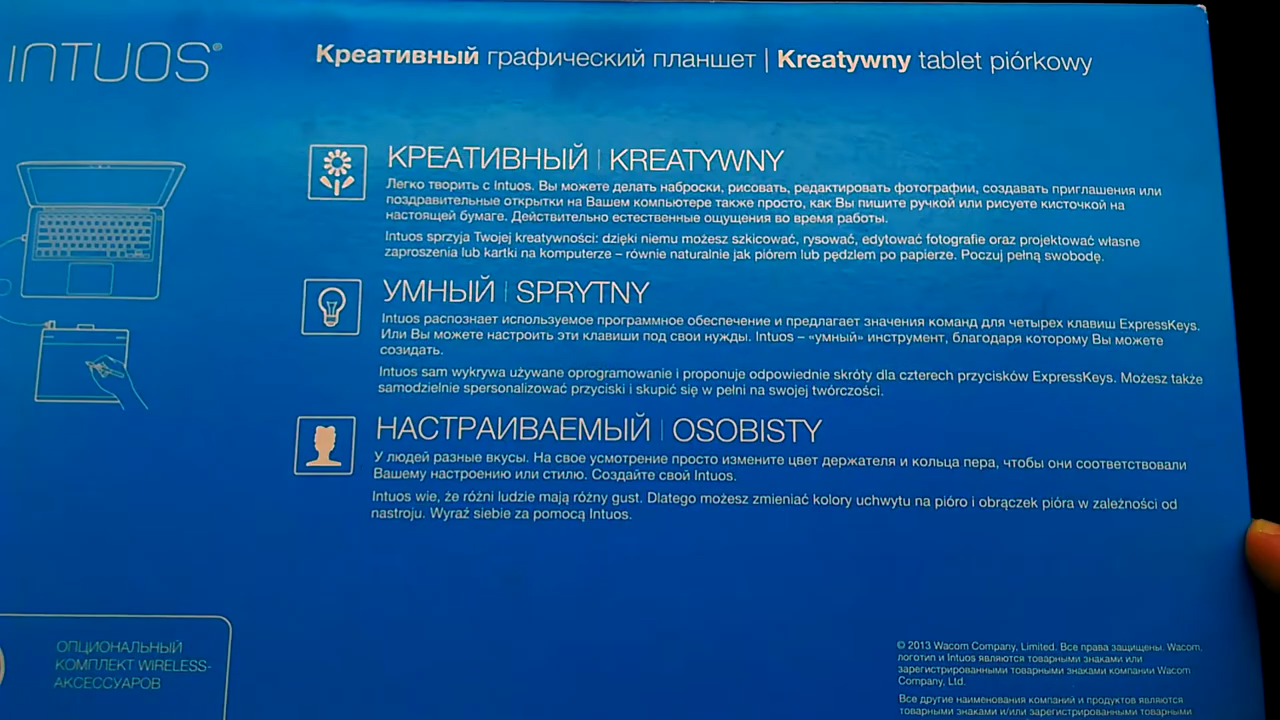 INTUOS®
Креативный графический планшет | Kreatywny tablet piórkowy
КРЕАТИВНЫЙ | KREATYWNY
Легко творить с Intuos. Вы можете делать наброски, рисовать, редактировать фотографии, создавать приглашения или
поздравительные открытки на Вашем компьютере также просто, как Вы пишите ручкой или рисуете кисточкой на
настоящей бумаге. Действительно естественные ощущения во время работы.
Intuos sprzyja Twojej kreatywności: dzięki niemu możesz szkicować, rysować, edytować fotografie oraz projektować własne
zaproszenia lub kartki na komputerze – równie naturalnie jak piórem lub pędzlem po papierze. Poczuj pełną swobodę.
УМНЫЙ | SPRYTNY
Intuos распознает используемое программное обеспечение и предлагает значения команд для четырех клавиш ExpressKeys.
Или Вы можете настроить эти клавиши под свои нужды. Intuos – «умный» инструмент, благодаря которому Вы можете
созидать.
Intuos sam wykrywa używane oprogramowanie i proponuje odpowiednie skróty dla czterech przycisków ExpressKeys. Możesz także
samodzielnie spersonalizować przyciski i skupić się w pełni na swojej twórczości.
НАСТРАИВАЕМЫЙ | OSOBISTY
У людей разные вкусы. На свое усмотрение просто измените цвет держателя и кольца пера, чтобы они соответствовали
Вашему настроению или стилю. Создайте свой Intuos.
Intuos wie, że różni ludzie mają różny gust. Dlatego możesz zmieniać kolory uchwytu na pióro i obrączek pióra w zależności od
nastroju. Wyraź siebie za pomocą Intuos.
ОПЦИОНАЛЬНЫЙ
КОМПЛЕКТ WIRELESS-
АКСЕССУАРОВ
© 2013 Wacom Company, Limited. Все права защищены. Wacom,
логотип и Intuos являются товарными знаками или
зарегистрированными товарными знаками компании Wacom
Company, Ltd.
Все другие наименования компаний и продуктов являются
товарными знаками и/или зарегистрированными товарными